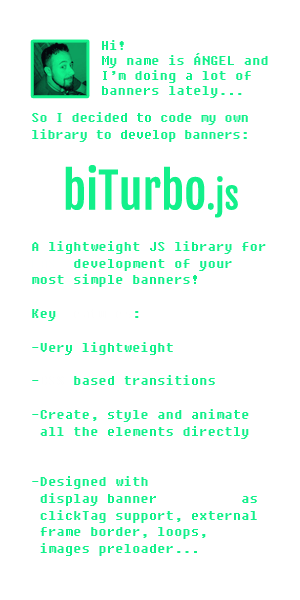 Hi!
My name is ÁNGEL and
I'm doing a lot of
banners lately...
So I decided to code my own
library to develop banners:
biTurbo.js
A lightweight JS library for
development of your
most simple banners!
Key :
-Very lightweight
- based transitions
-Create, style and animate
all the elements directly
-Designed with
display banner as
clickTag support, external
frame border, loops,
images preloader...